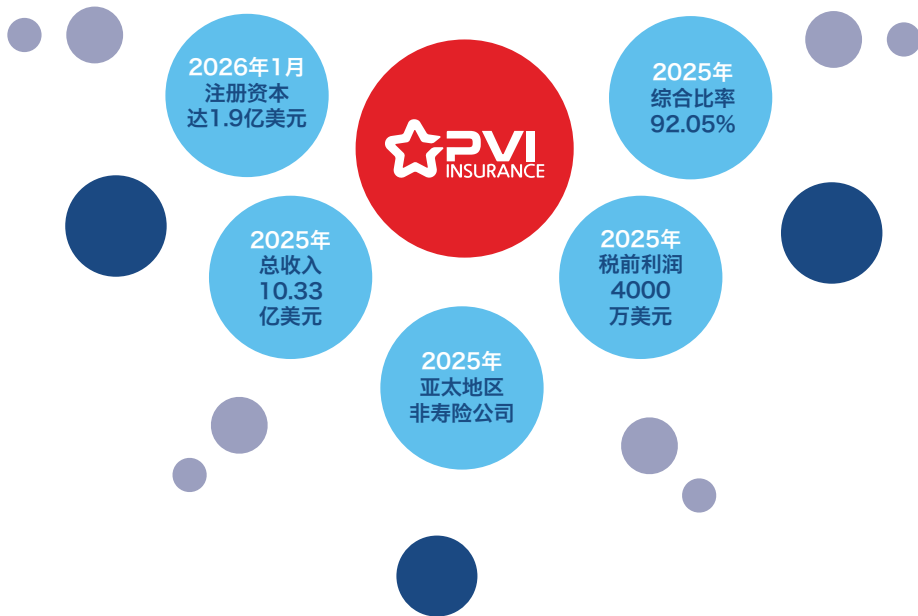 2026年1月
注册资本
达1.9亿美元
PVI
INSURANCE
2025年
综合比率
92.05%
2025年
总收入
10.33
亿美元
2025年
税前利润
4000
万美元
2025年
亚太地区
非寿险公司